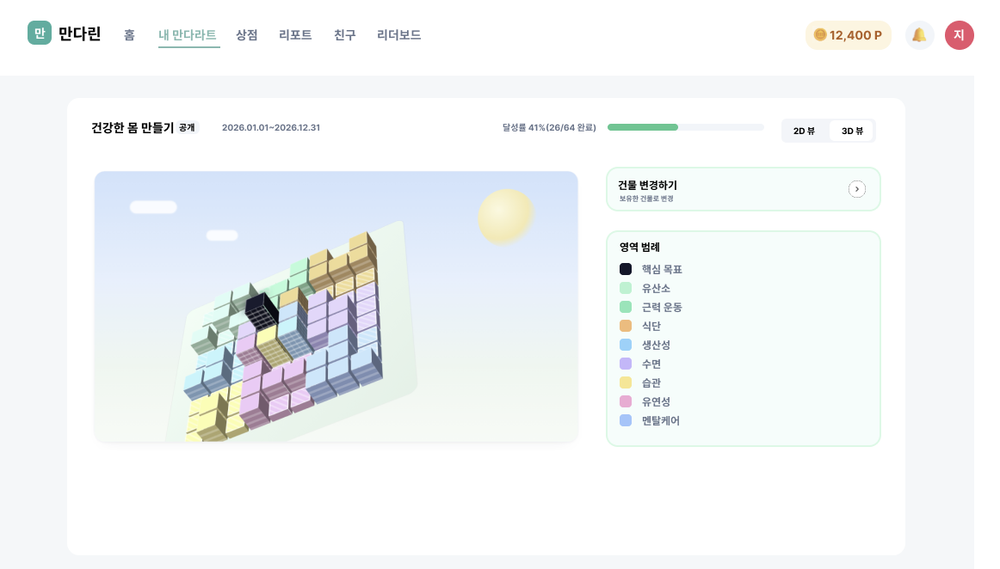 만 만다린 홈 내 만다라트 상점 리포트 친구 리더보드 12,400 P 지
건강한 몸 만들기 공개 2026.01.01~2026.12.31 달성률 41%(26/64 완료) 2D 뷰 3D 뷰
건물 변경하기
보유한 건물로 변경
영역 범례
핵심 목표
유산소
근력 운동
식단
생산성
수면
습관
유연성
멘탈케어